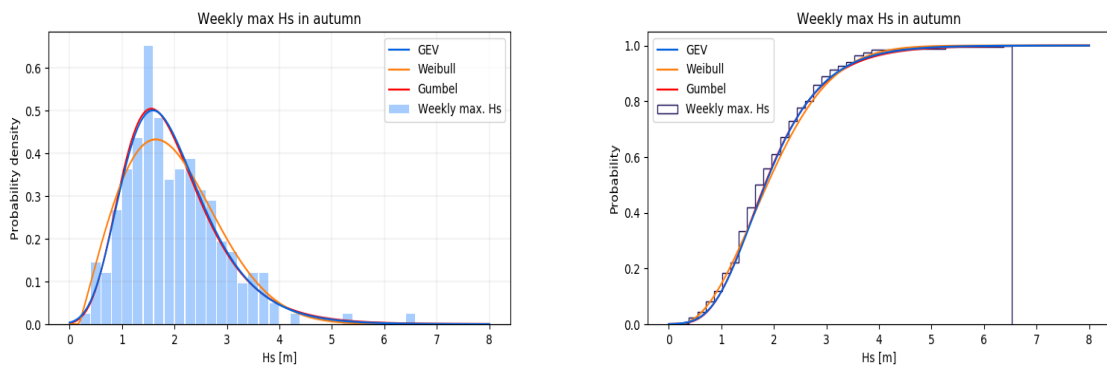 Weekly max Hs in autumn
GEV
Weibull
Gumbel
Weekly max. Hs
Probability density
0.6
0.5
0.4
0.3
0.2
0.1
0.0
0 1 2 3 4 5 6 7 8
Hs [m]
Weekly max Hs in autumn
GEV
Weibull
Gumbel
Weekly max. Hs
Probability
1.0
0.8
0.6
0.4
0.2
0.0
0 1 2 3 4 5 6 7 8
Hs [m]